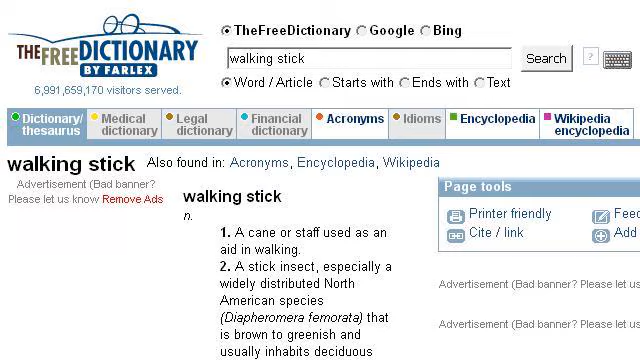 TheFreeDictionary Google Bing
THEFREEDICTIONARY
BY FARLEX
walking stick
Search
?
6,991,659,170 visitors served.
Word / Article Starts with Ends with Text
Dictionary/
thesaurus
Medical
dictionary
Legal
dictionary
Financial
dictionary
Acronyms
Idioms
Encyclopedia
Wikipedia
encyclopedia
walking stick Also found in: Acronyms, Encyclopedia, Wikipedia
Advertisement (Bad banner?
Please let us know Remove Ads
walking stick
n.
1. A cane or staff used as an
aid in walking.
2. A stick insect, especially a
widely distributed North
American species
(Diapheromera femorata) that
is brown to greenish and
usually inhabits deciduous
Page tools
Printer friendly
Feed
Cite / link
Add
Advertisement (Bad banner? Please let us
Advertisement (Bad banner? Please let us